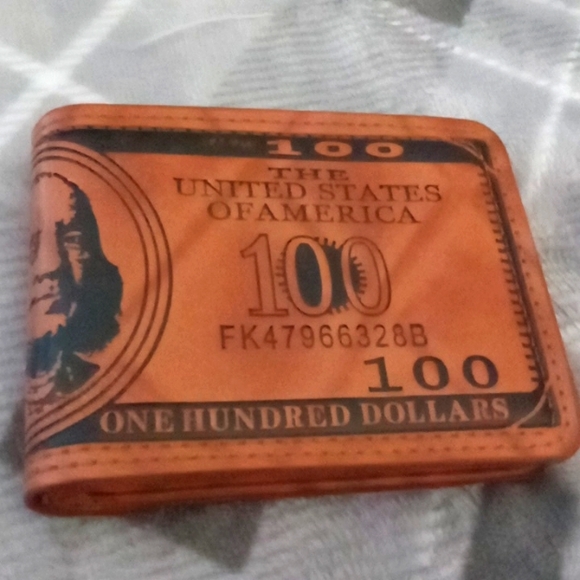 100
THE
UNITED STATES
OFAMERICA
100
FK47966328B
100
ONE HUNDRED DOLLARS